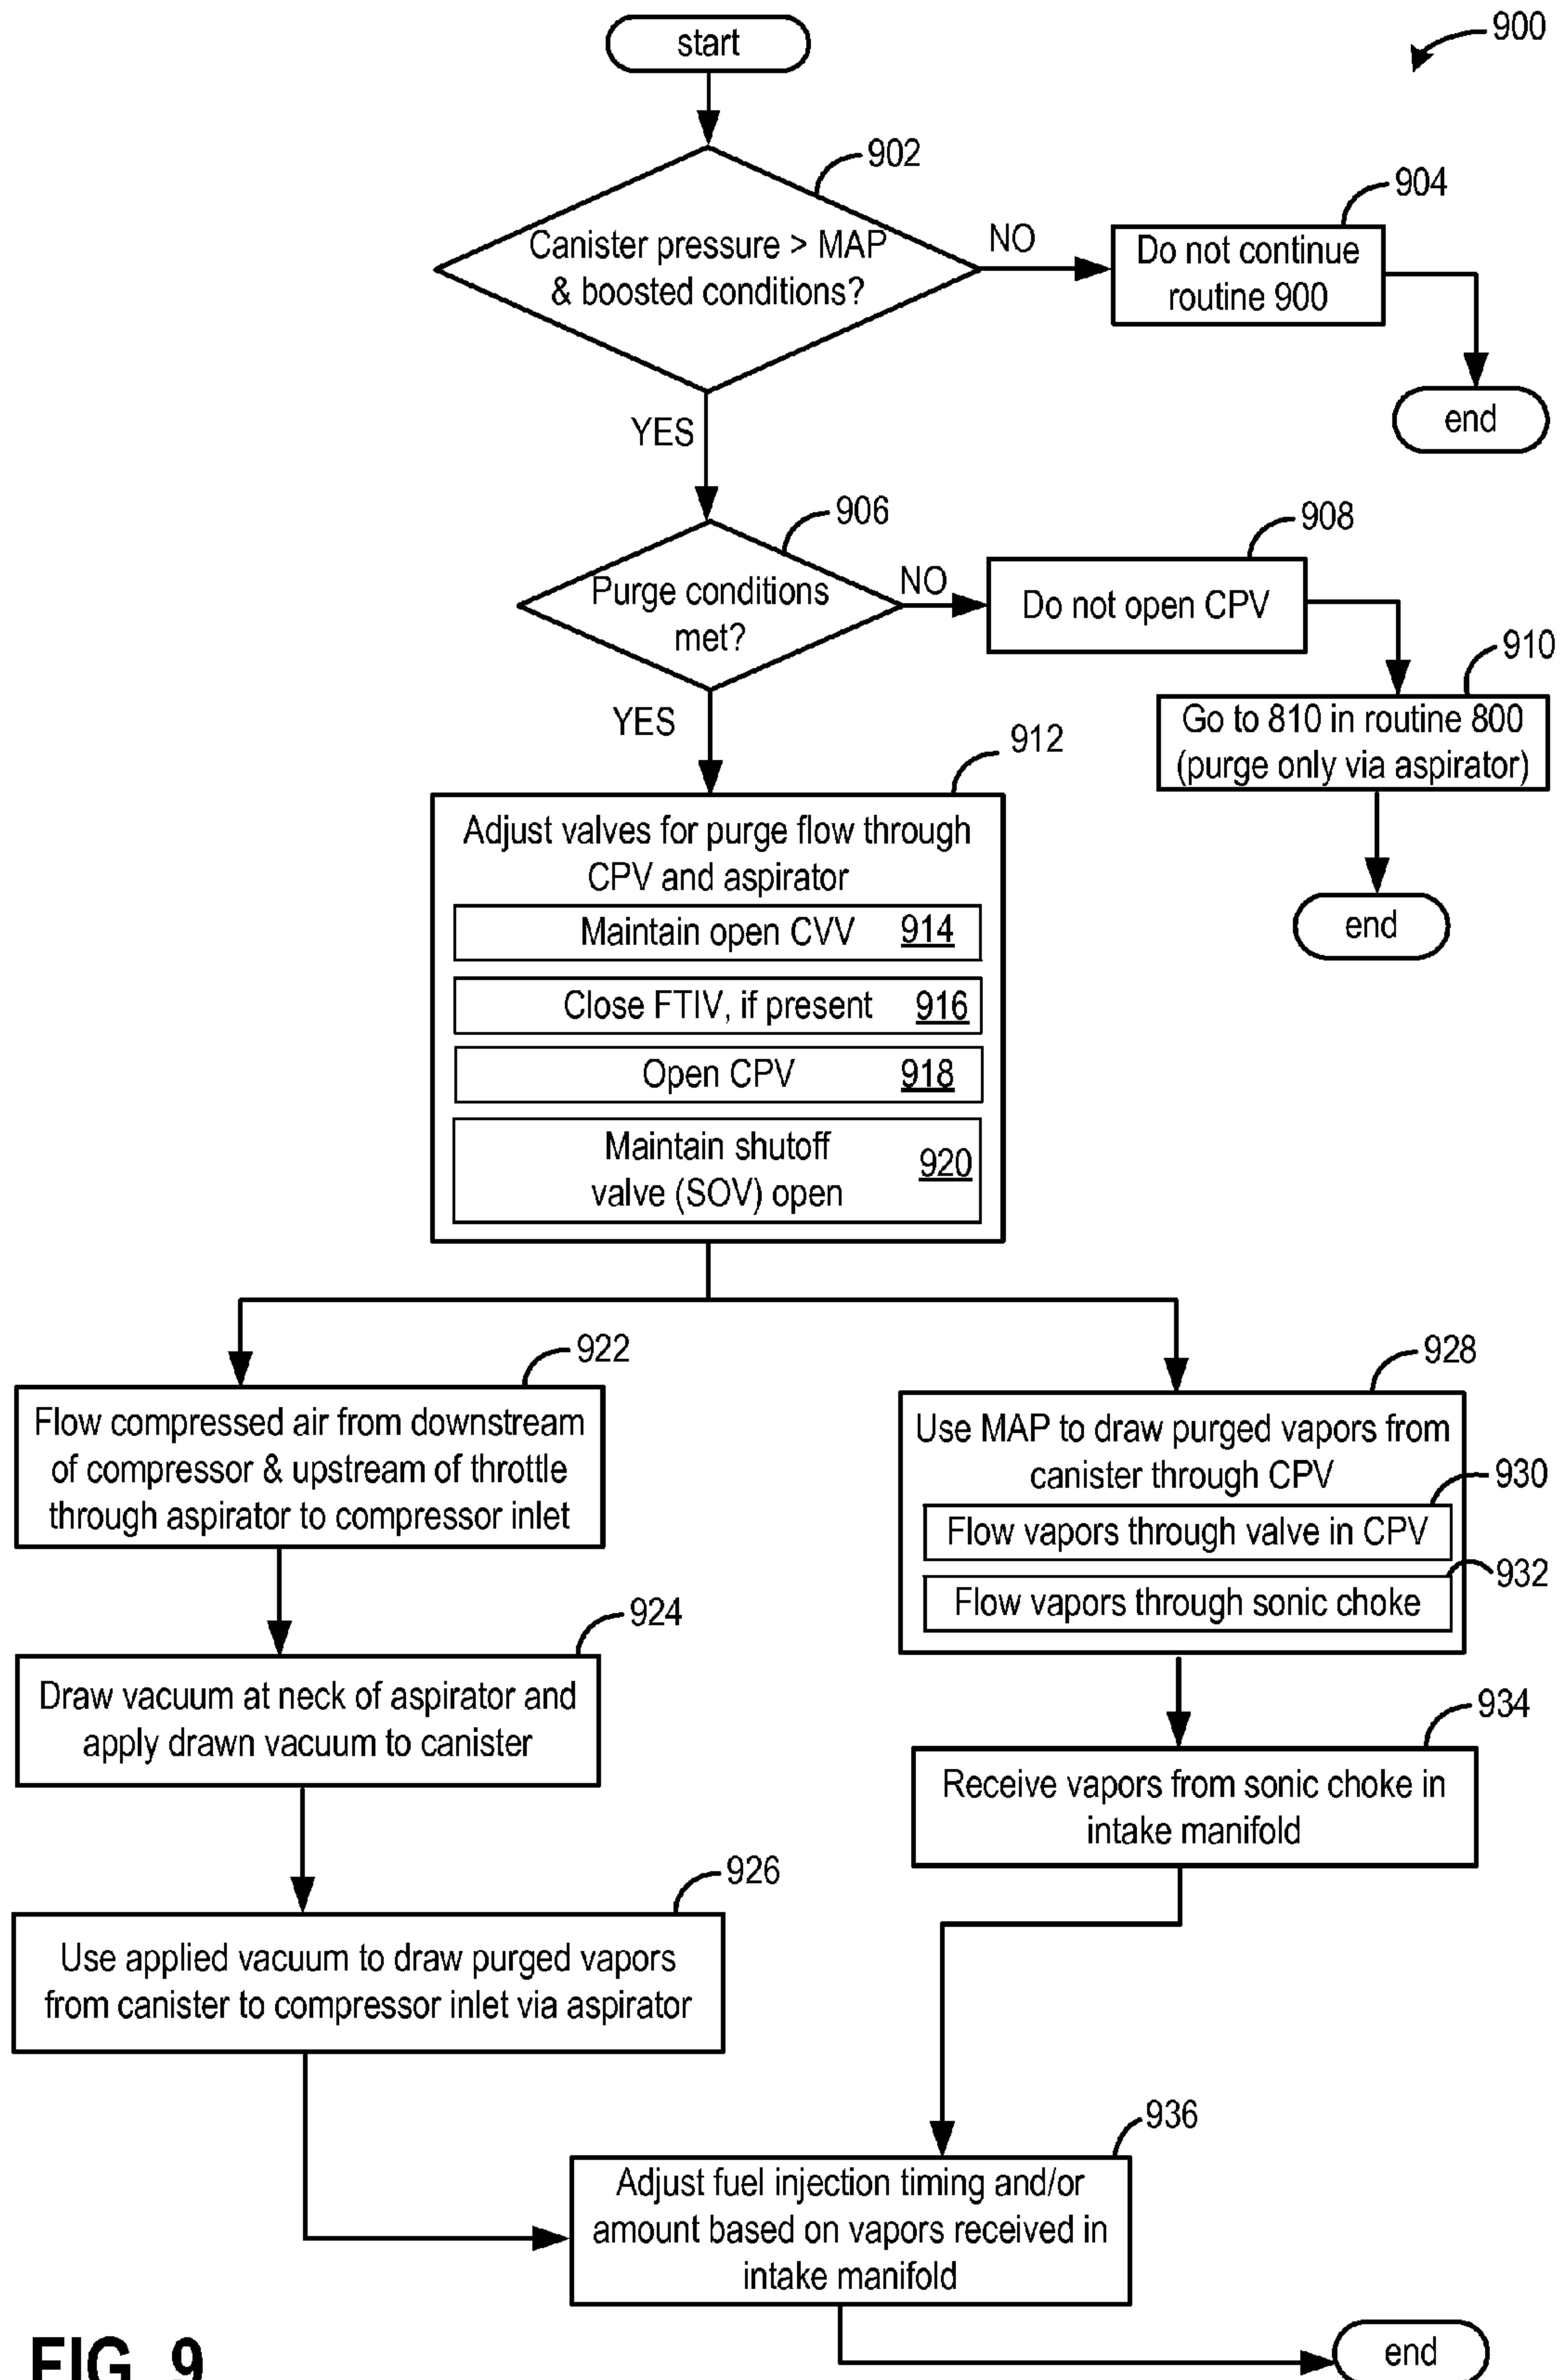 start
900
902
Canister pressure > MAP
& boosted conditions?
NO
904
Do not continue
routine 900
end
YES
906
Purge conditions
met?
NO
908
Do not open CPV
910
Go to 810 in routine 800
(purge only via aspirator)
end
YES
912
Adjust valves for purge flow through
CPV and aspirator
Maintain open CVV 914
Close FTIV, if present 916
Open CPV 918
Maintain shutoff
valve (SOV) open 920
922
Flow compressed air from downstream
of compressor & upstream of throttle
through aspirator to compressor inlet
928
Use MAP to draw purged vapors from
canister through CPV
930
Flow vapors through valve in CPV
932
Flow vapors through sonic choke
924
Draw vacuum at neck of aspirator and
apply drawn vacuum to canister
934
Receive vapors from sonic choke in
intake manifold
926
Use applied vacuum to draw purged vapors
from canister to compressor inlet via aspirator
936
Adjust fuel injection timing and/or
amount based on vapors received in
intake manifold
end
FIG. 9